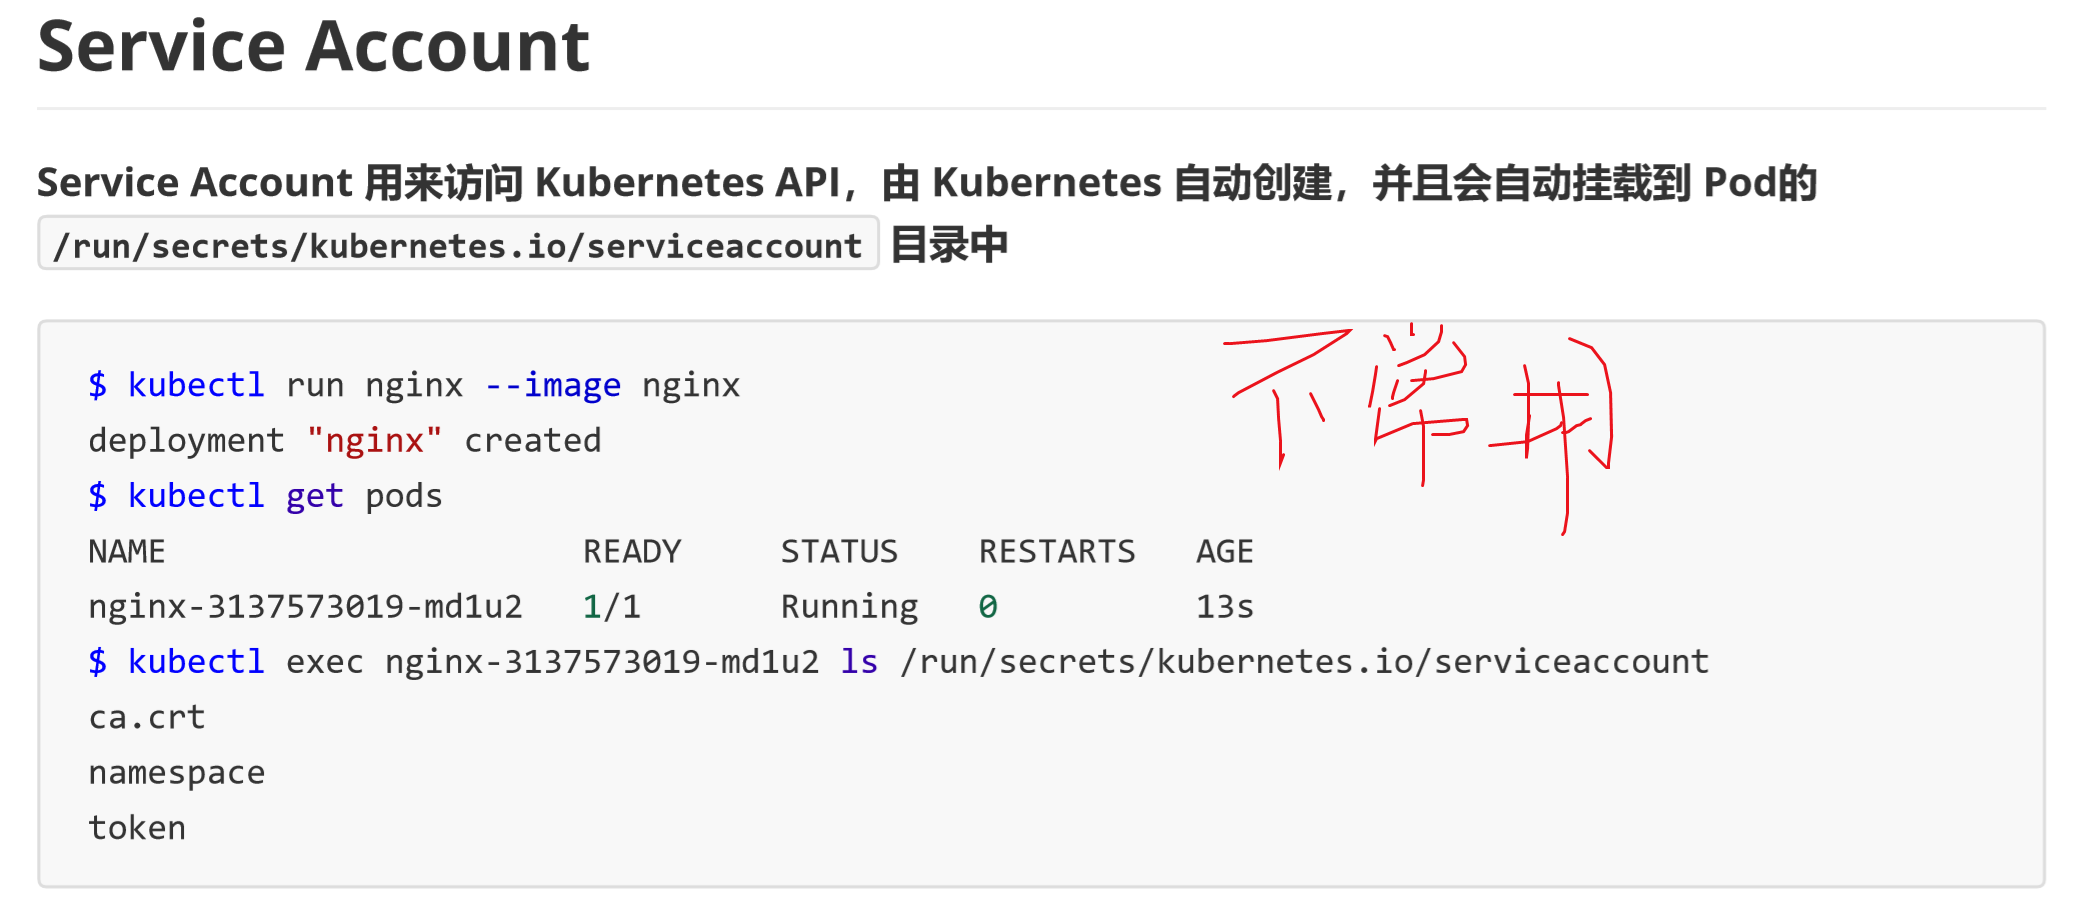 Service Account
Service Account 用来访问 Kubernetes API，由 Kubernetes 自动创建，并且会自动挂载到 Pod的
/run/secrets/kubernetes.io/serviceaccount 目录中
不常用
$ kubectl run nginx --image nginx
deployment "nginx" created
$ kubectl get pods
NAME READY STATUS RESTARTS AGE
nginx-3137573019-md1u2 1/1 Running 0 13s
$ kubectl exec nginx-3137573019-md1u2 ls /run/secrets/kubernetes.io/serviceaccount
ca.crt
namespace
token